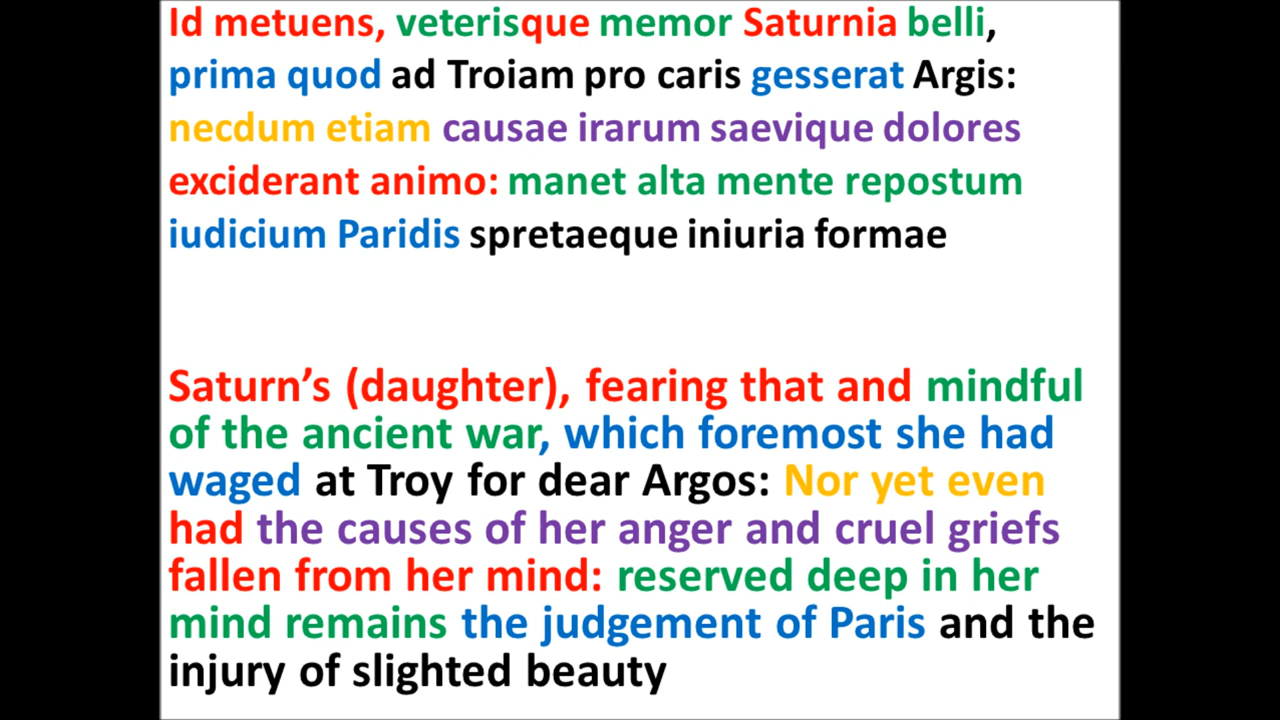 Id metuens, veterisque memor Saturnia belli,
prima quod ad Troiam pro caris gesserat Argis:
necdum etiam causae irarum saevique dolores
exciderant animo: manet alta mente repostum
iudicium Paridis spretaeque iniuria formae
Saturn’s (daughter), fearing that and mindful
of the ancient war, which foremost she had
waged at Troy for dear Argos: Nor yet even
had the causes of her anger and cruel griefs
fallen from her mind: reserved deep in her
mind remains the judgement of Paris and the
injury of slighted beauty